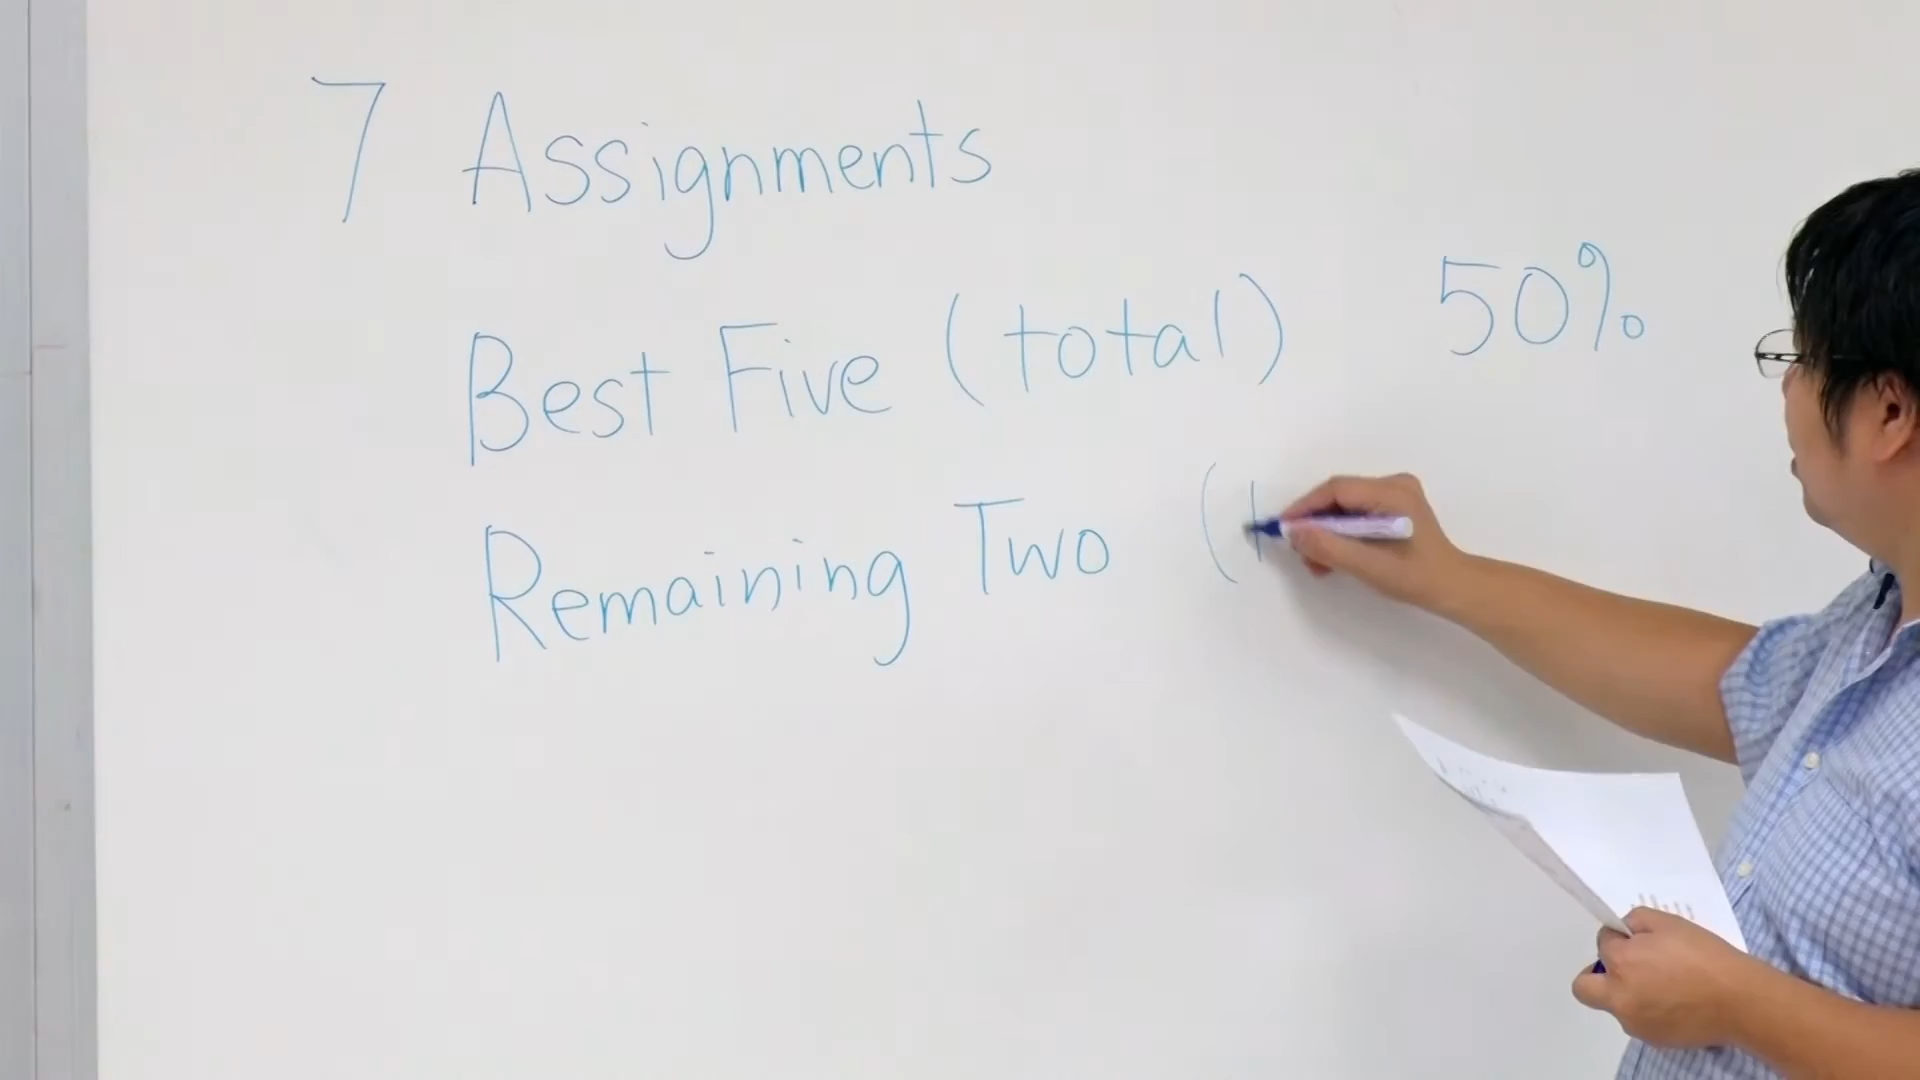 7 Assignments
Best Five (total) 50%
Remaining Two (t